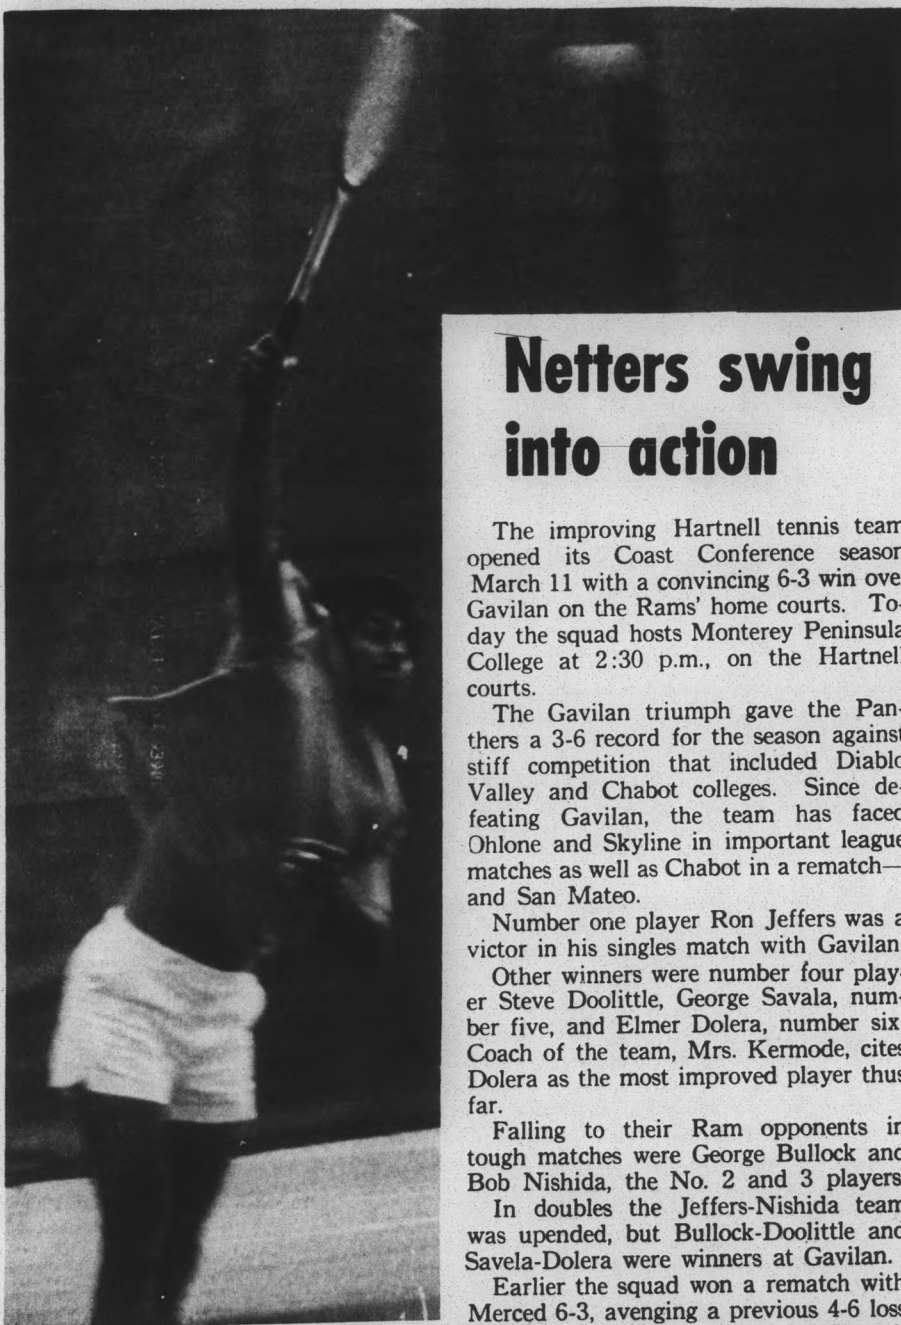 Netters swing
into action
The improving Hartnell tennis team
opened its Coast Conference season
March 11 with a convincing 6-3 win ove
Gavilan on the Rams' home courts. To-
day the squad hosts Monterey Peninsula
College at 2:30 p.m., on the Hartnell
courts.
The Gavilan triumph gave the Pan-
thers a 3-6 record for the season against
stiff competition that included Diablo
Valley and Chabot colleges. Since de-
feating Gavilan, the team has faced
Ohlone and Skyline in important league
matches as well as Chabot in a rematch—
and San Mateo.
Number one player Ron Jeffers was a
victor in his singles match with Gavilan
Other winners were number four play-
er Steve Doolittle, George Savala, num-
ber five, and Elmer Dolera, number six
Coach of the team, Mrs. Kermode, cites
Dolera as the most improved player thus
far.
Falling to their Ram opponents in
tough matches were George Bullock and
Bob Nishida, the No. 2 and 3 players
In doubles the Jeffers-Nishida team
was upended, but Bullock-Doolittle and
Savela-Dolera were winners at Gavilan.
Earlier the squad won a rematch with
Merced 6-3, avenging a previous 4-6 loss